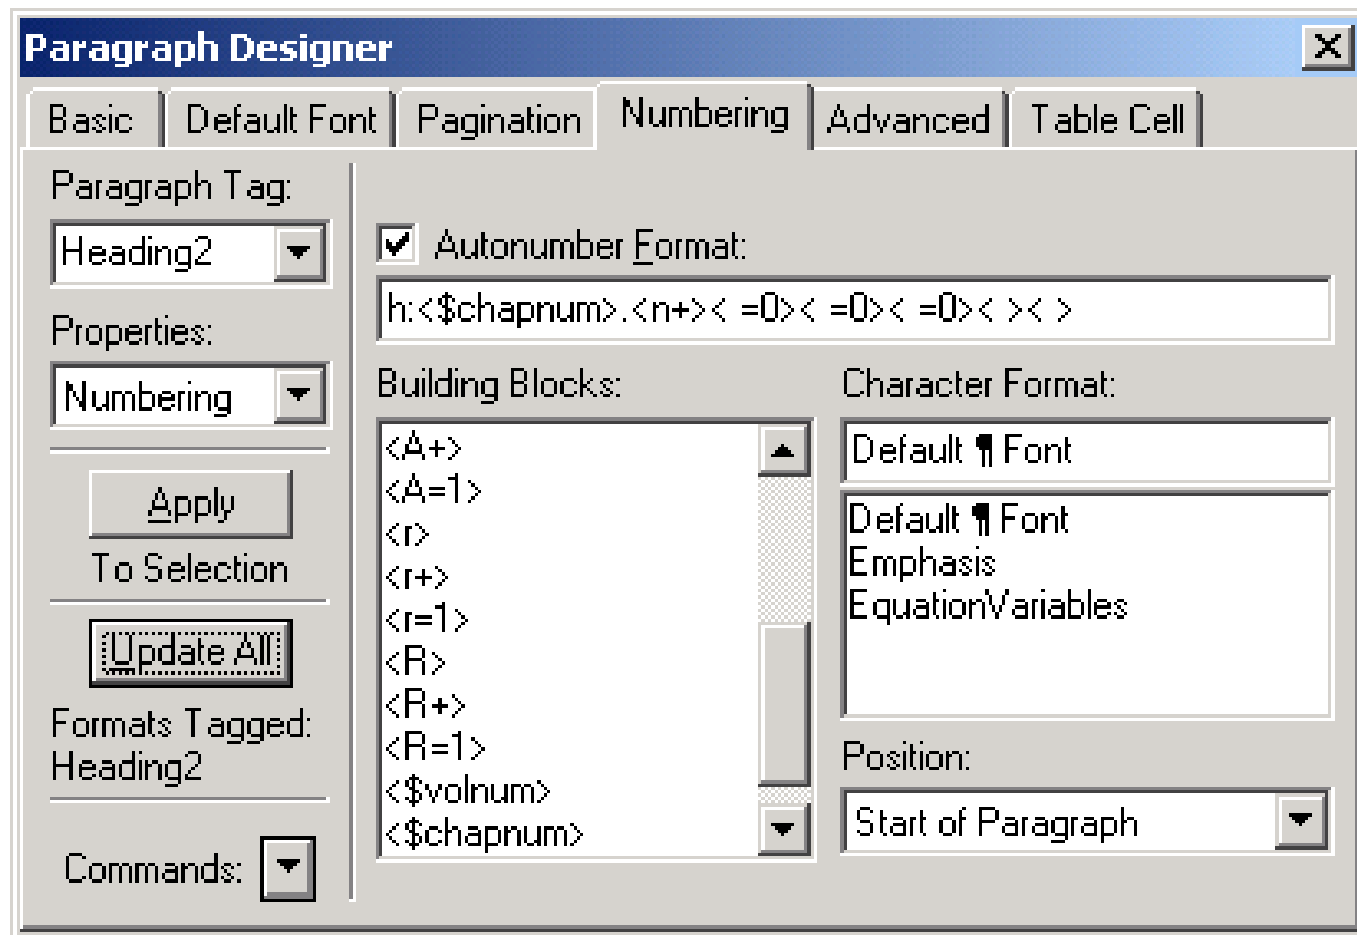 Paragraph Designer
Basic Default Font Pagination Numbering Advanced Table Cell
Paragraph Tag:
Heading2
Properties:
Numbering
Apply
To Selection
Update All
Formats Tagged:
Heading2
Commands:
Autonumber Format:
h:<$chapnum>.<n+>< =0>< =0>< =0>< >< >
Building Blocks:
<A+>
<A=1>
<r>
<r+>
<r=1>
<R>
<R+>
<R=1>
<$volnum>
<$chapnum>
Character Format:
Default ¶ Font
Default ¶ Font
Emphasis
EquationVariables
Position:
Start of Paragraph